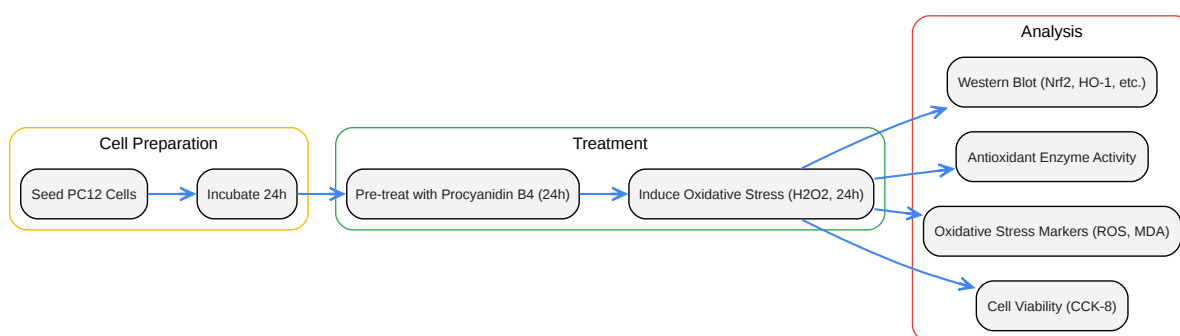 Cell Preparation
Seed PC12 Cells
Incubate 24h
Treatment
Pre-treat with Procyanidin B4 (24h)
Induce Oxidative Stress (H2O2, 24h)
Analysis
Western Blot (Nrf2, HO-1, etc.)
Antioxidant Enzyme Activity
Oxidative Stress Markers (ROS, MDA)
Cell Viability (CCK-8)